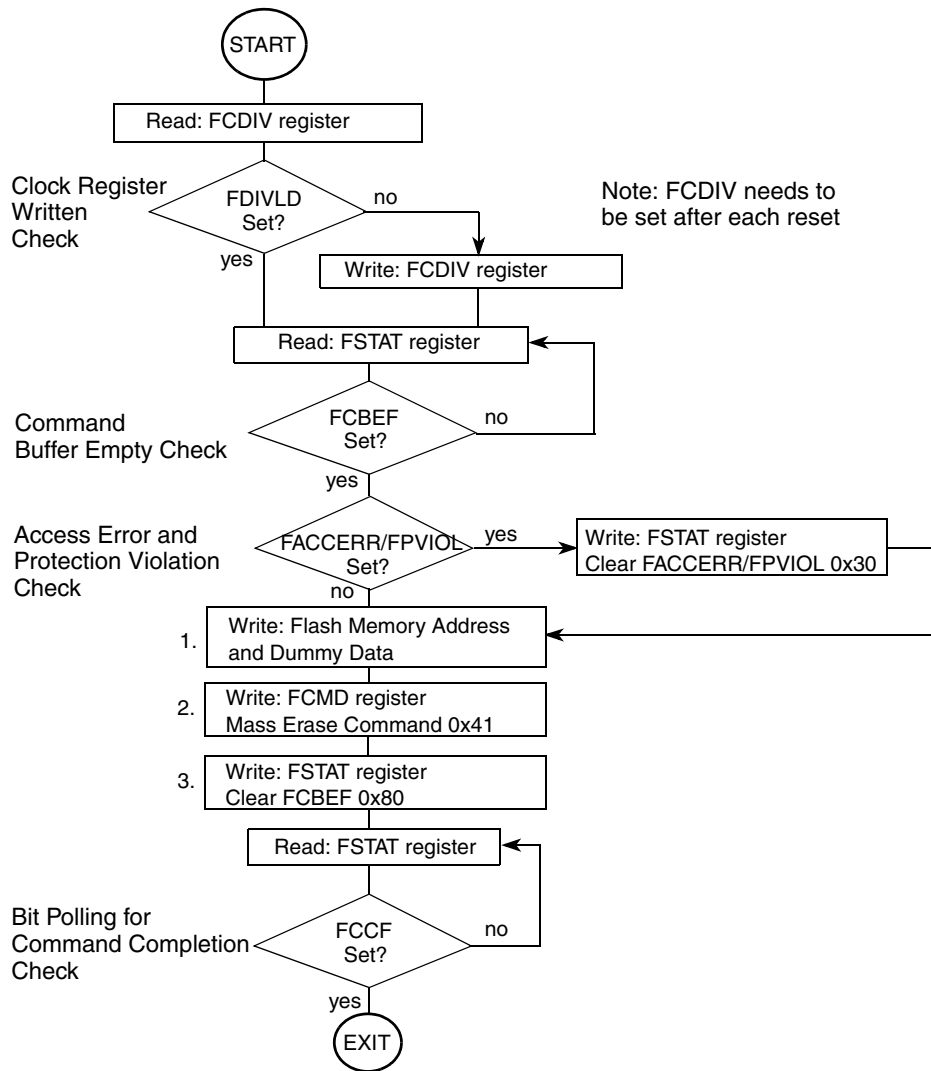 START
Read: FCDIV register
Clock Register
Written
Check
FDIVLD
Set?
no
yes
Note: FCDIV needs to
be set after each reset
Write: FCDIV register
Read: FSTAT register
Command
Buffer Empty Check
FCBEF
Set?
no
yes
Access Error and
Protection Violation
Check
FACCERR/FPVIOL
Set?
yes
no
Write: FSTAT register
Clear FACCERR/FPVIOL 0x30
1.
Write: Flash Memory Address
and Dummy Data
2.
Write: FCMD register
Mass Erase Command 0x41
3.
Write: FSTAT register
Clear FCBEF 0x80
Read: FSTAT register
Bit Polling for
Command Completion
Check
FCCF
Set?
no
yes
EXIT